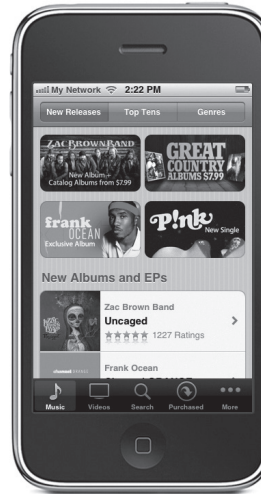 My Network 2:22 PM
New Releases Top Tens Genres
ZAC BROWN BAND
New Album +
Catalog Albums from $7.99
GREAT
COUNTRY
ALBUMS $7.99
frank
OCEAN
Exclusive Album
P!nk
New Single
New Albums and EPs
Zac Brown Band
Uncaged
1227 Ratings
Frank Ocean
Music Videos Search Purchased More